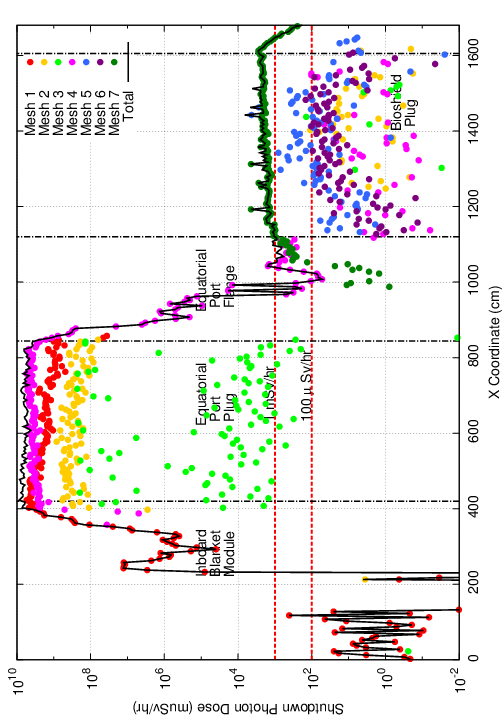 Shutdown Photon Dose (muSv/hr)
10^10
10^8
10^6
10^4
10^2
10^0
10^-2
Mesh 1
Mesh 2
Mesh 3
Mesh 4
Mesh 5
Mesh 6
Mesh 7
Total
Inboard
Blanket
Module
Equatorial
Port
Plug
Equatorial
Port
Flange
Bioshield
Plug
1 mSv/hr
100 u Sv/hr
0
200
400
600
800
1000
1200
1400
1600
X Coordinate (cm)